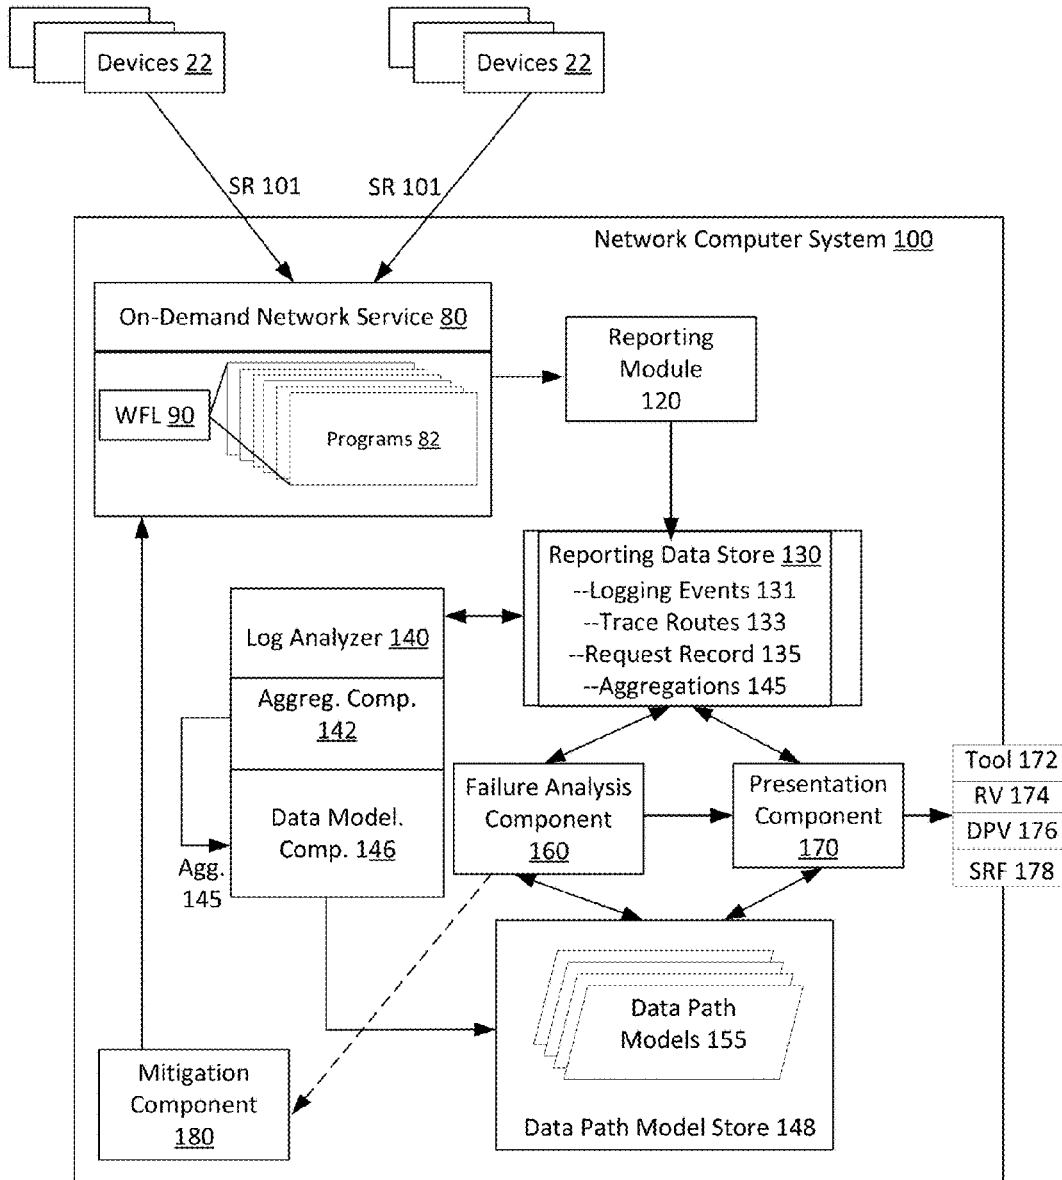 Devices 22
Devices 22
SR 101
SR 101
Network Computer System 100
On-Demand Network Service 80
WFL 90
Programs 82
Reporting
Module
120
Reporting Data Store 130
--Logging Events 131
--Trace Routes 133
--Request Record 135
--Aggregations 145
Log Analyzer 140
Aggreg. Comp.
142
Data Model.
Comp. 146
Agg.
145
Failure Analysis
Component
160
Presentation
Component
170
Tool 172
RV 174
DPV 176
SRF 178
Data Path
Models 155
Data Path Model Store 148
Mitigation
Component
180